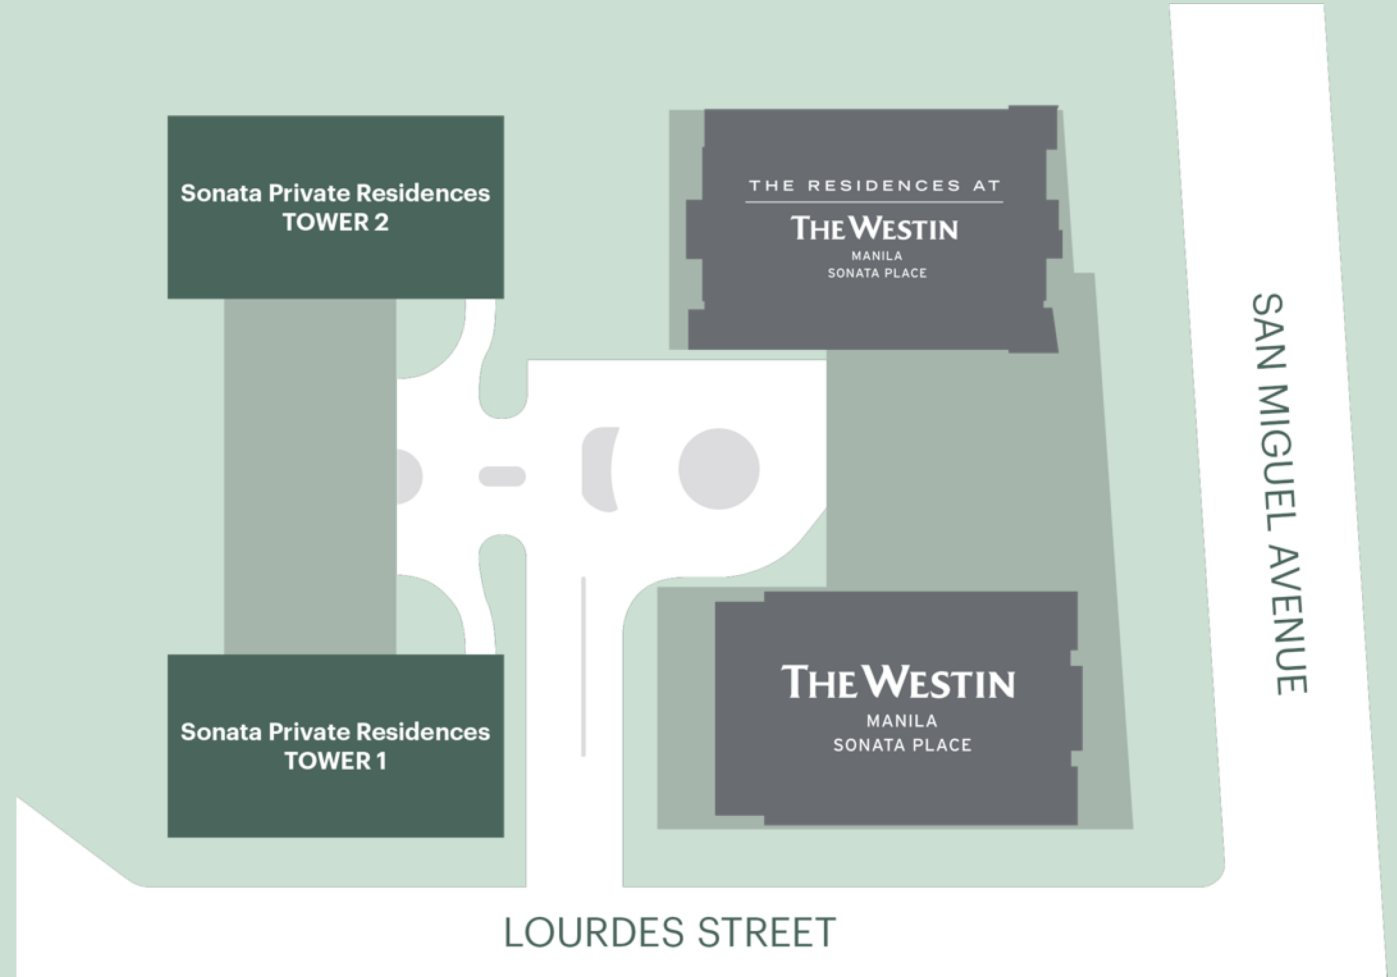 Sonata Private Residences
TOWER 2
THE RESIDENCES AT
THE WESTIN
MANILA
SONATA PLACE
SAN MIGUEL AVENUE
Sonata Private Residences
TOWER 1
THE WESTIN
MANILA
SONATA PLACE
LOURDES STREET